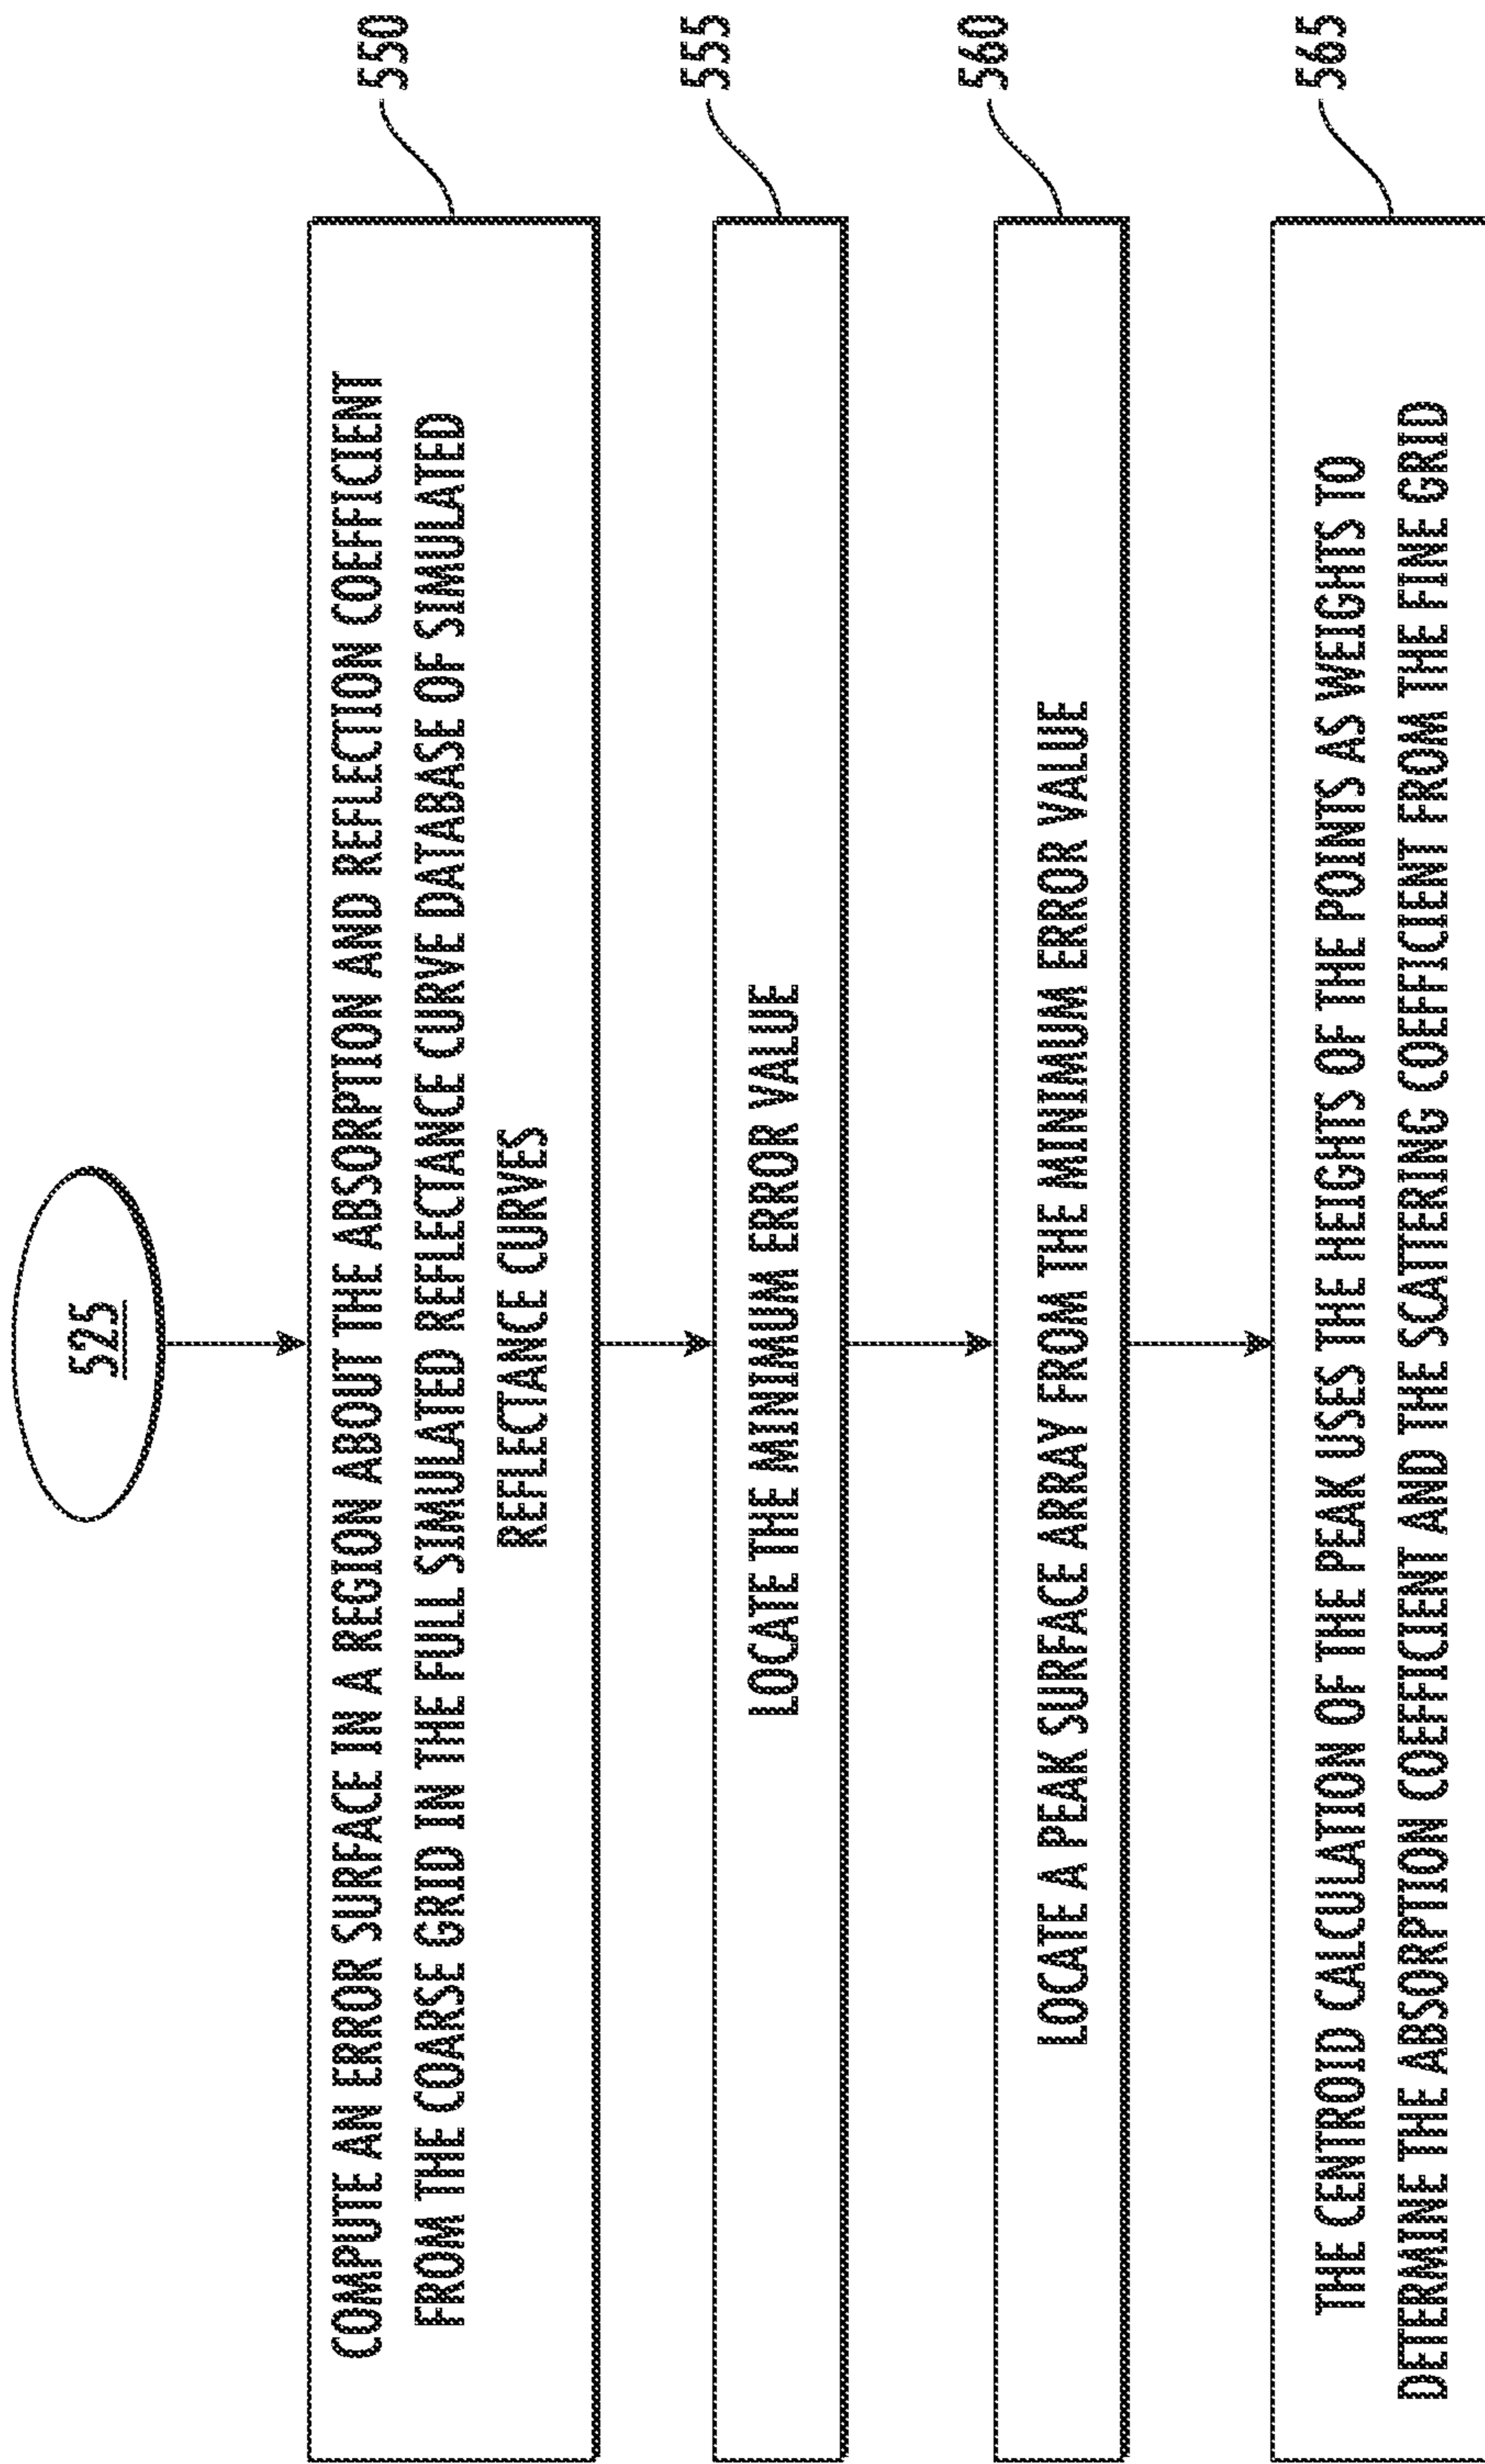 525
COMPUTE AN ERROR SURFACE IN A REGION ABOUT THE ABSORPTION AND REFLECTION COEFFICIENT
FROM THE COARSE GRID IN THE FULL SIMULATED REFLECTANCE CURVE DATABASE OF SIMULATED
REFLECTANCE CURVES
550
LOCATE THE MINIMUM ERROR VALUE
555
LOCATE A PEAK SURFACE ARRAY FROM THE MINIMUM ERROR VALUE
560
THE CENTROID CALCULATION OF THE PEAK USES THE HEIGHTS OF THE POINTS AS WEIGHTS TO
DETERMINE THE ABSORPTION COEFFICIENT AND THE SCATTERING COEFFICIENT FROM THE FINE GRID
565